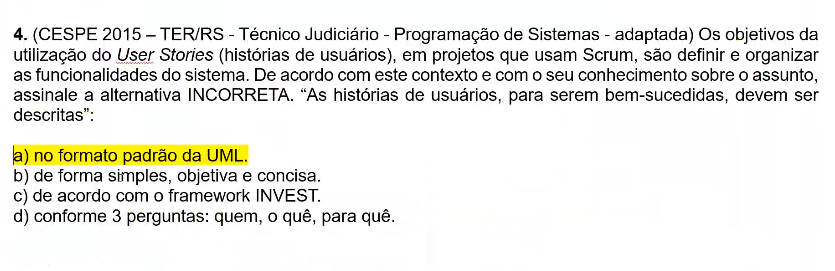 4. (CESPE 2015 – TER/RS - Técnico Judiciário - Programação de Sistemas - adaptada) Os objetivos da
utilização do User Stories (histórias de usuários), em projetos que usam Scrum, são definir e organizar
as funcionalidades do sistema. De acordo com este contexto e com o seu conhecimento sobre o assunto,
assinale a alternativa INCORRETA. “As histórias de usuários, para serem bem-sucedidas, devem ser
descritas”:
a) no formato padrão da UML.
b) de forma simples, objetiva e concisa.
c) de acordo com o framework INVEST.
d) conforme 3 perguntas: quem, o quê, para quê.